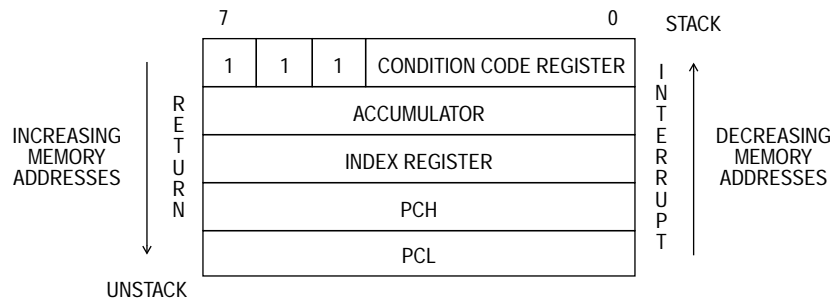 7 0
STACK
1 1 1 CONDITION CODE REGISTER
ACCUMULATOR
INDEX REGISTER
PCH
PCL
INCREASING
MEMORY
ADDRESSES
RETURN
INTERRUPT
DECREASING
MEMORY
ADDRESSES
UNSTACK